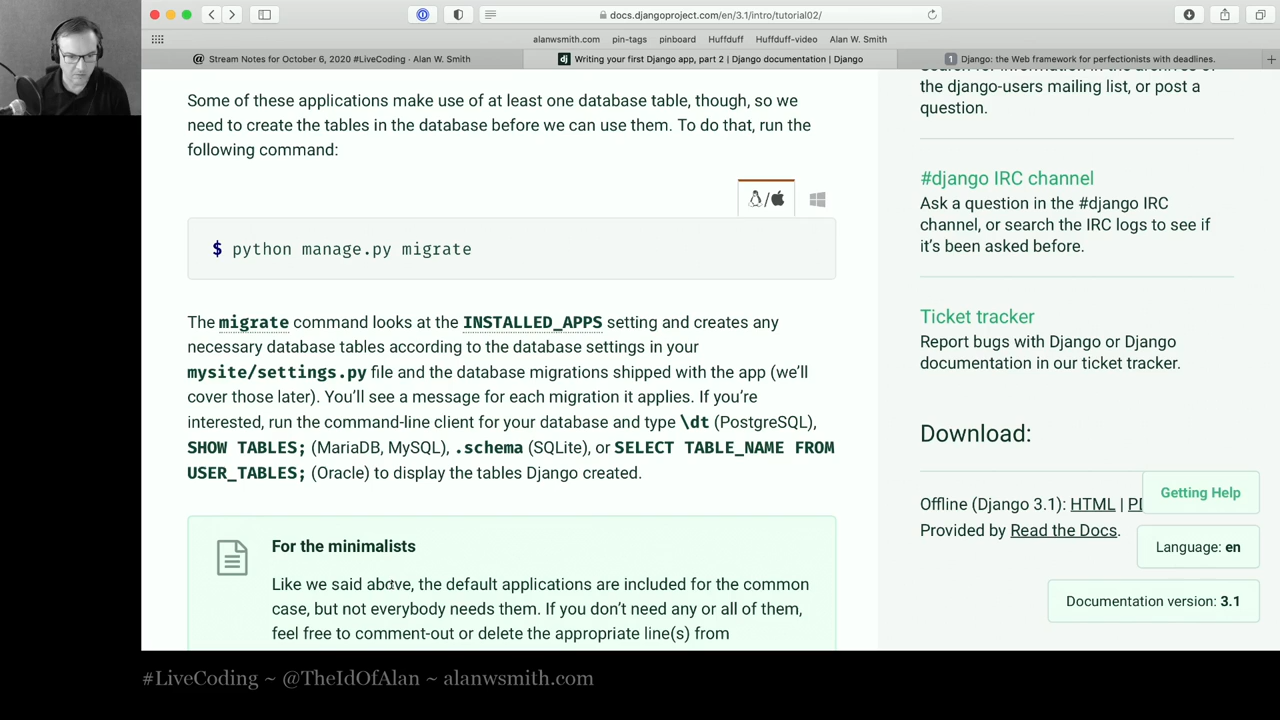 docs.djangoproject.com/en/3.1/intro/tutorial02/
alanwsmith.com pin-tags pinboard Huffduff Huffduff-video Alan W. Smith
Stream Notes for October 6, 2020 #LiveCoding - Alan W. Smith
dj Writing your first Django app, part 2 | Django documentation | Django
1 Django: the Web framework for perfectionists with deadlines.
Some of these applications make use of at least one database table, though, so we
need to create the tables in the database before we can use them. To do that, run the
following command:
$ python manage.py migrate
The migrate command looks at the INSTALLED_APPS setting and creates any
necessary database tables according to the database settings in your
mysite/settings.py file and the database migrations shipped with the app (we’ll
cover those later). You’ll see a message for each migration it applies. If you’re
interested, run the command-line client for your database and type \dt (PostgreSQL),
SHOW TABLES; (MariaDB, MySQL), .schema (SQLite), or SELECT TABLE_NAME FROM
USER_TABLES; (Oracle) to display the tables Django created.
For the minimalists
Like we said above, the default applications are included for the common
case, but not everybody needs them. If you don’t need any or all of them,
feel free to comment-out or delete the appropriate line(s) from
Search for information in the archives of
the django-users mailing list, or post a
question.
#django IRC channel
Ask a question in the #django IRC
channel, or search the IRC logs to see if
it’s been asked before.
Ticket tracker
Report bugs with Django or Django
documentation in our ticket tracker.
Download:
Offline (Django 3.1): HTML |
Provided by Read the Docs.
Getting Help
Language: en
Documentation version: 3.1
#LiveCoding ~ @TheIdOfAlan ~ alanwsmith.com